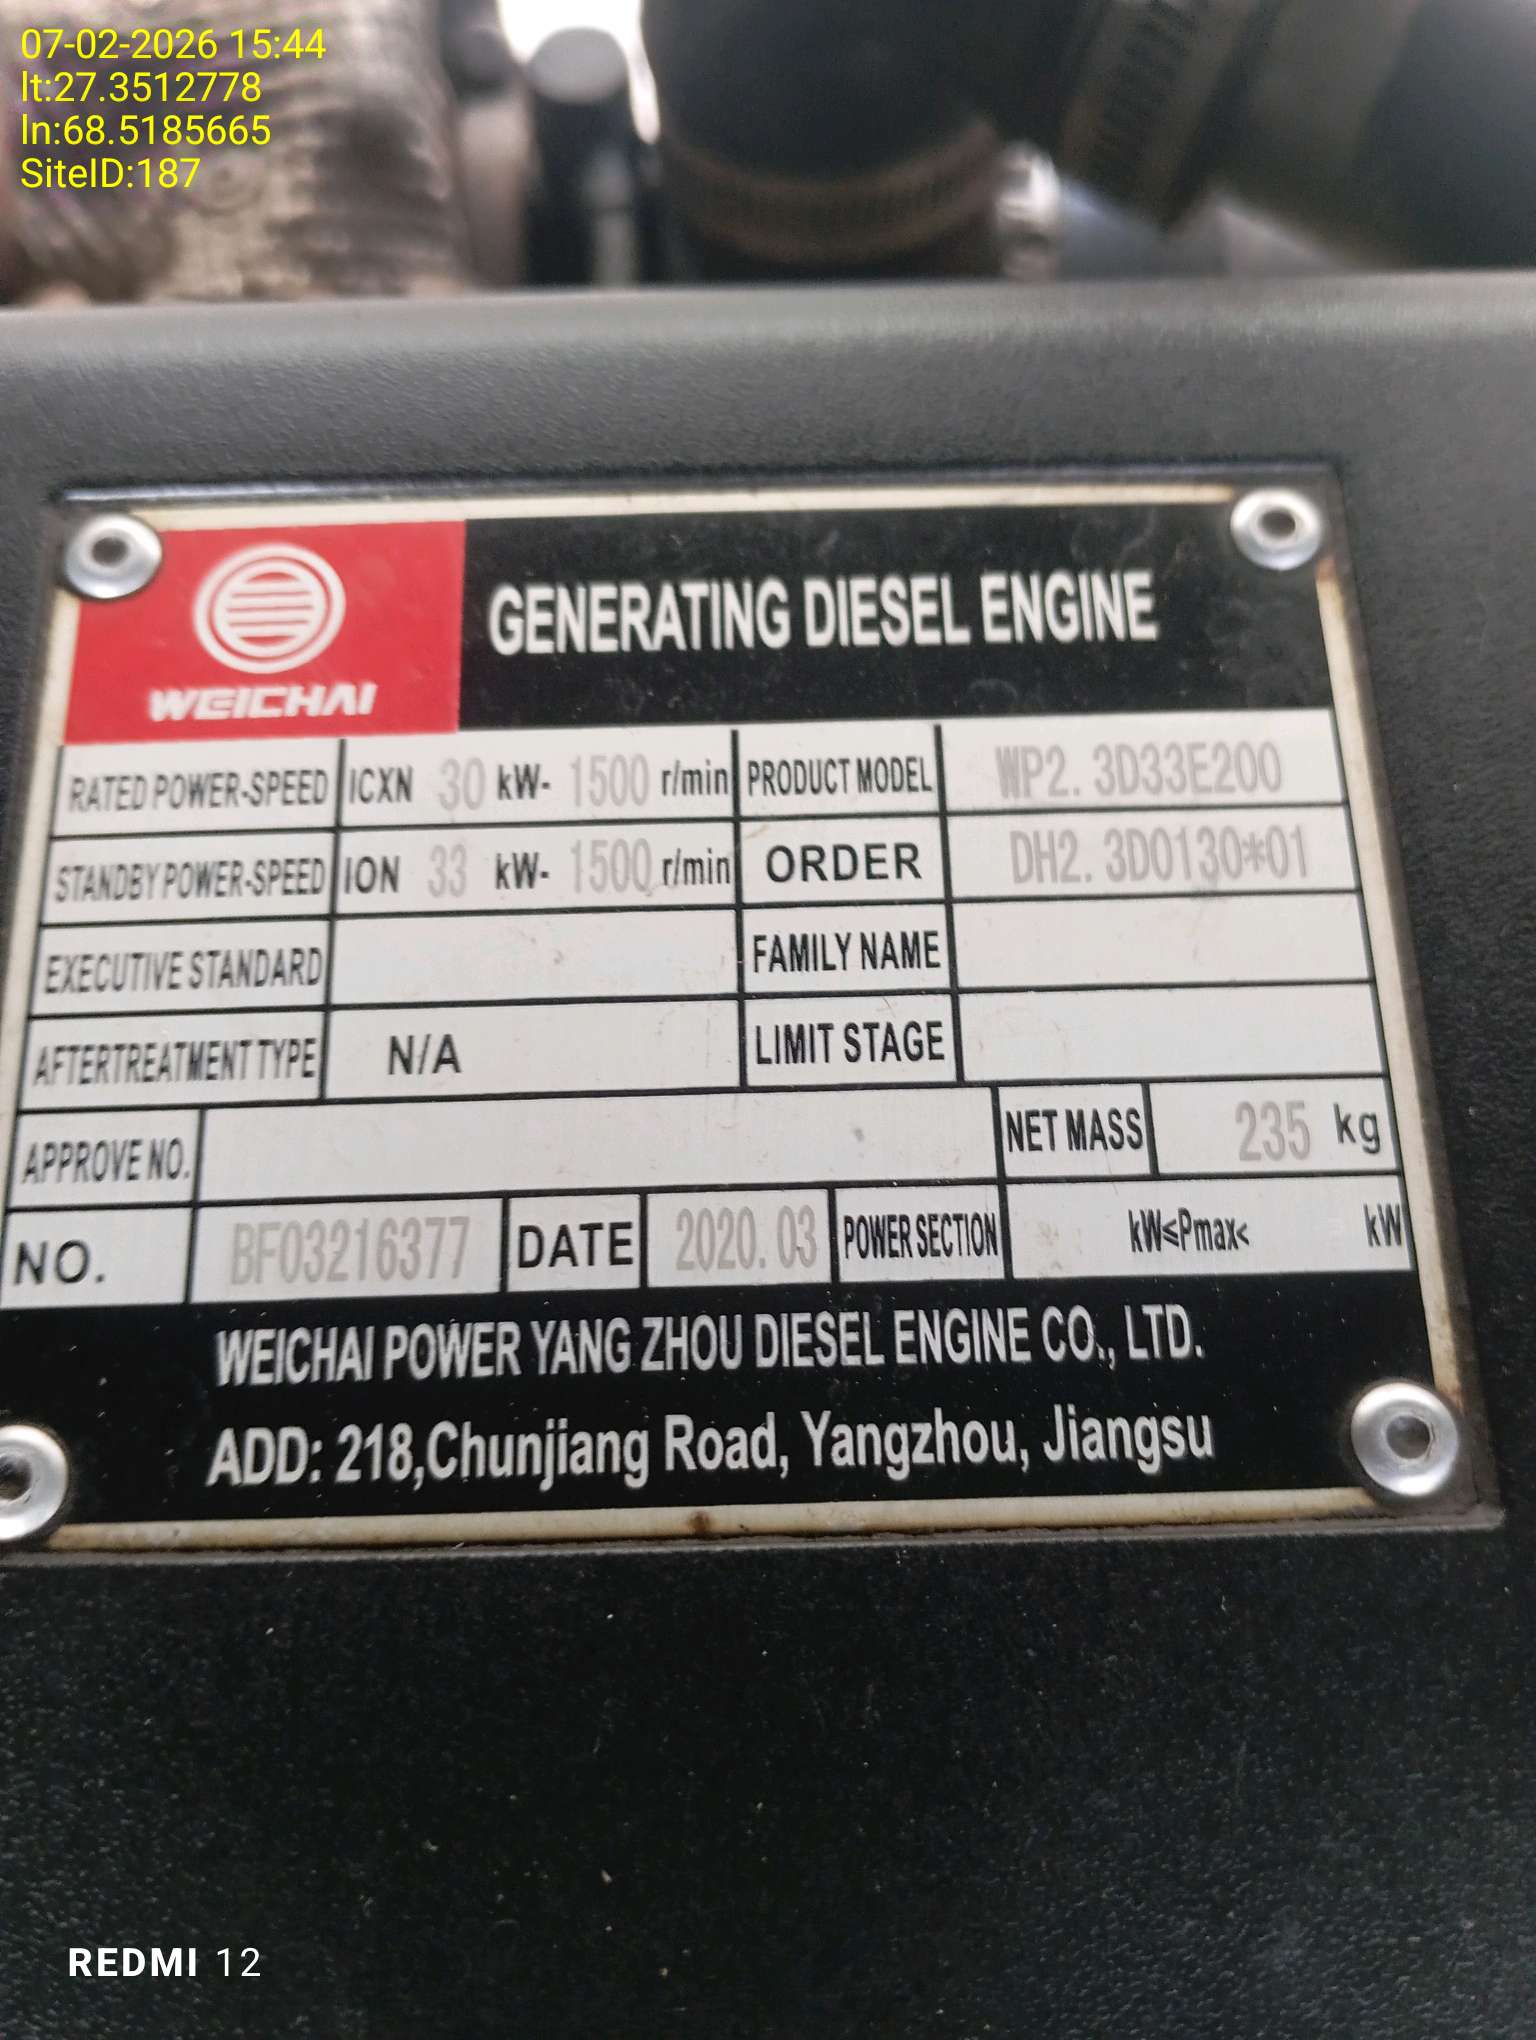 07-02-2026 15:44
lt:27.3512778
ln:68.5185665
SiteID:187
WEICHAI
GENERATING DIESEL ENGINE
RATED POWER-SPEED ICXN 30 kW- 1500 r/min PRODUCT MODEL WP2.3D33E200
STANDBY POWER-SPEED ION 33 kW- 1500 r/min ORDER DH2.3D0130*01
EXECUTIVE STANDARD FAMILY NAME
AFTERTREATMENT TYPE N/A LIMIT STAGE
APPROVE NO. NET MASS 235 kg
NO. BF03216377 DATE 2020.03 POWER SECTION kW≤Pmax< kW
WEICHAI POWER YANG ZHOU DIESEL ENGINE CO., LTD.
ADD: 218,Chunjiang Road, Yangzhou, Jiangsu
REDMI 12